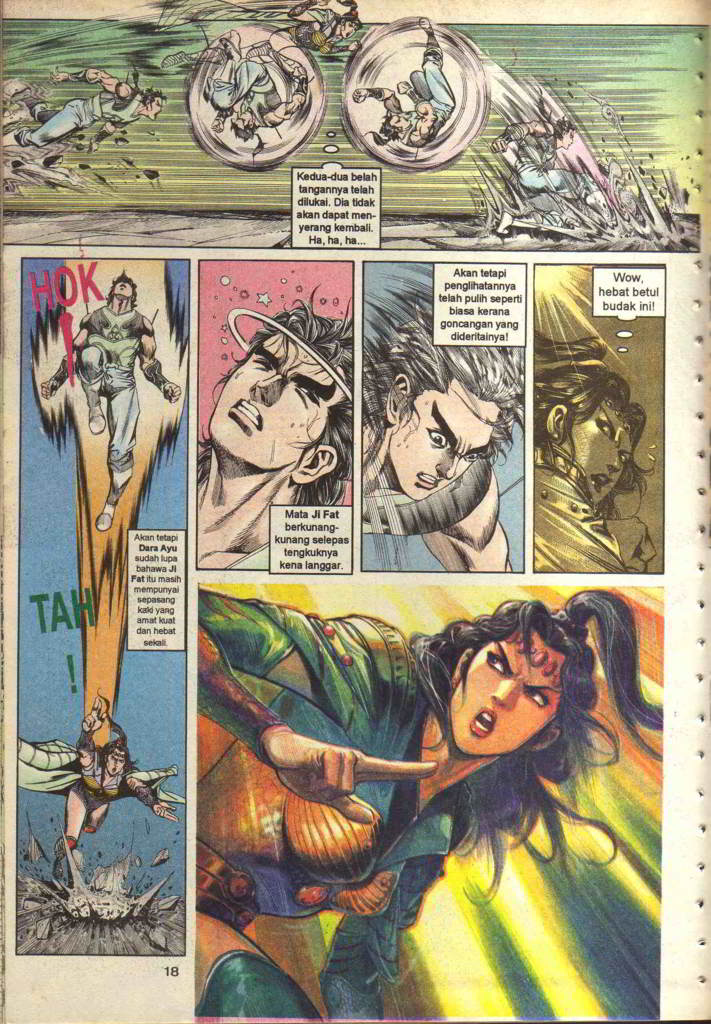 Kedua-dua belah
tangannya telah
dilukai. Dia tidak
akan dapat men-
yerang kembali.
Ha, ha, ha...
HOK
!
Akan tetapi
Dara Ayu
sudah lupa
bahawa Ji
Fat itu masih
mempunyai
sepasang
kaki yang
amat kuat
dan hebat
sekali.
TAH
!
Mata Ji Fat
berkunang-
kunang selepas
tengkuknya
kena langgar.
Akan tetapi
penglihatannya
telah pulih seperti
biasa kerana
goncangan yang
dideritainya!
Wow,
hebat betul
budak ini!
18